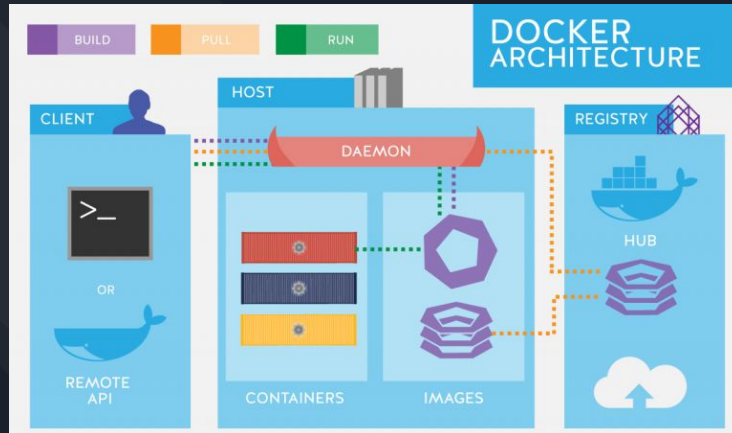 BUILD
PULL
RUN
DOCKER
ARCHITECTURE
HOST
CLIENT
REGISTRY
DAEMON
>_
HUB
OR
REMOTE
API
CONTAINERS
IMAGES